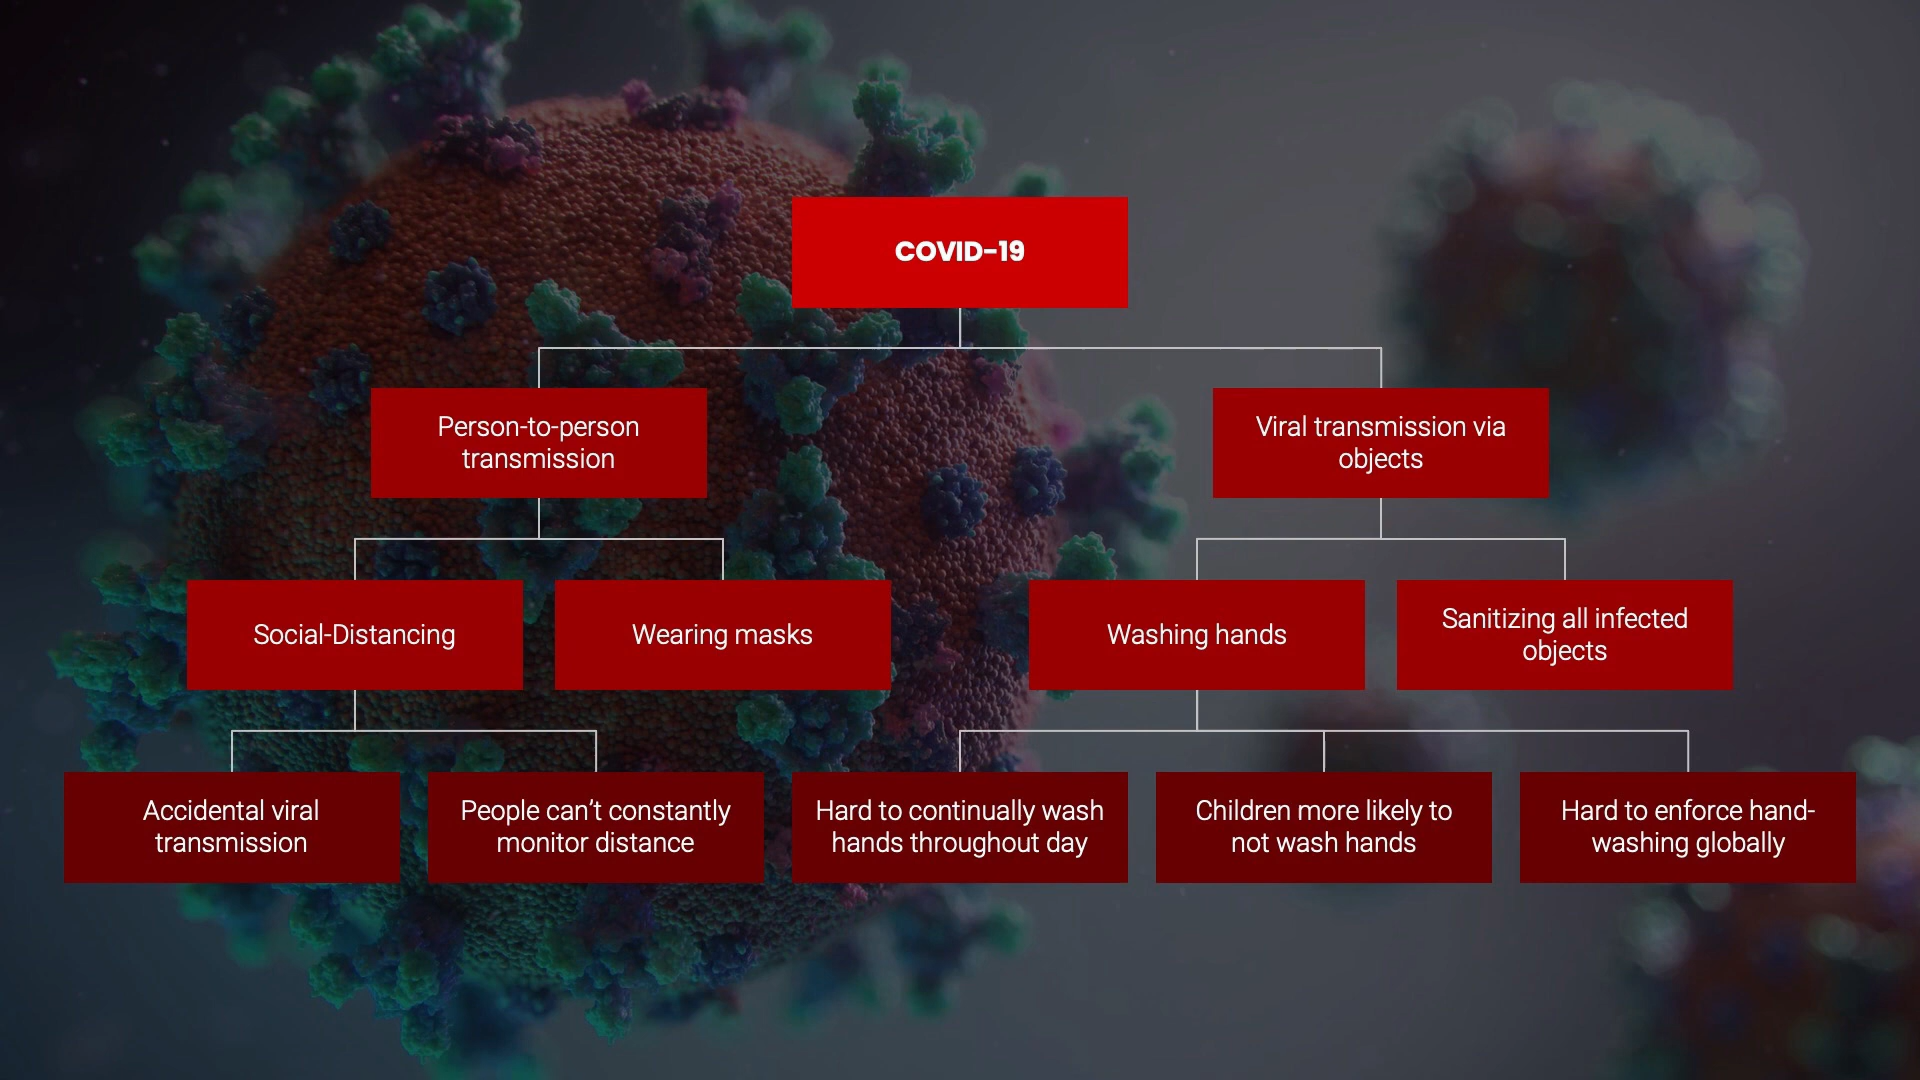 COVID-19
Person-to-person
transmission
Viral transmission via
objects
Social-Distancing
Wearing masks
Washing hands
Sanitizing all infected
objects
Accidental viral
transmission
People can’t constantly
monitor distance
Hard to continually wash
hands throughout day
Children more likely to
not wash hands
Hard to enforce hand-
washing globally